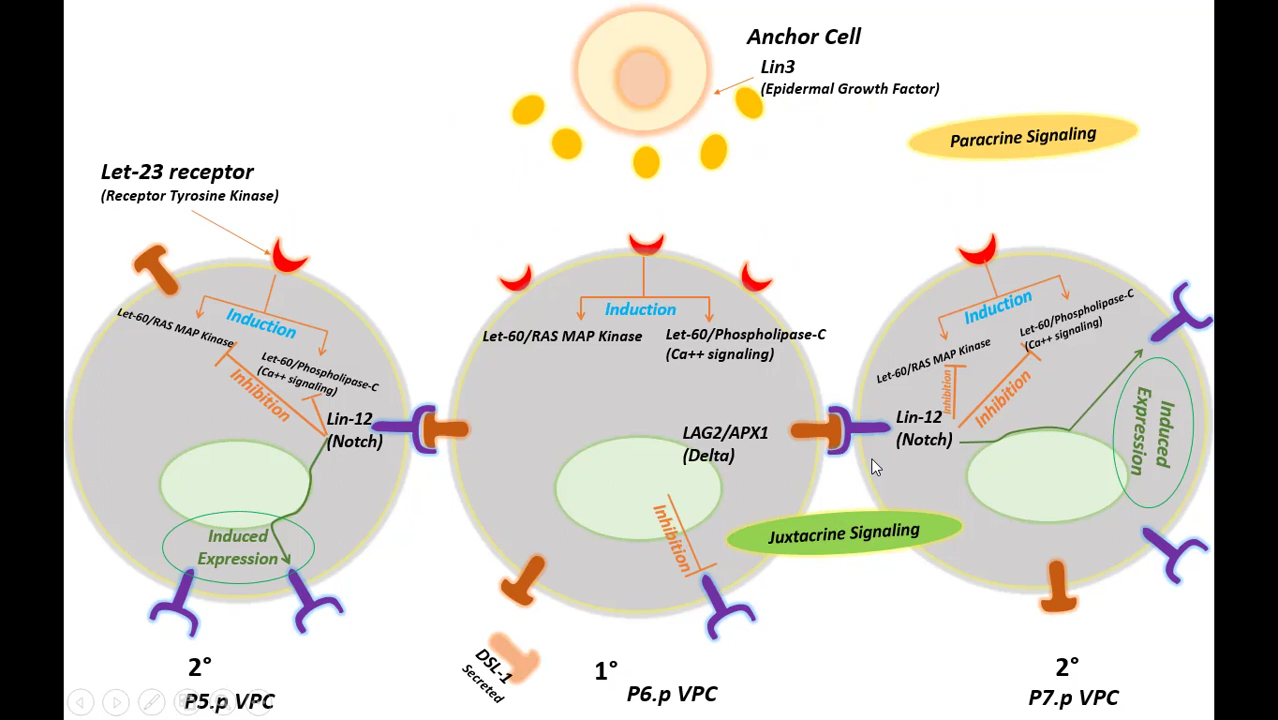 Anchor Cell
Lin3
(Epidermal Growth Factor)
Paracrine Signaling
Let-23 receptor
(Receptor Tyrosine Kinase)
Induction
Let-60/RAS MAP Kinase
Let-60/Phospholipase-C
(Ca++ signaling)
Inhibition
Lin-12
(Notch)
Induced
Expression
Induction
Let-60/RAS MAP Kinase
Let-60/Phospholipase-C
(Ca++ signaling)
LAG2/APX1
(Delta)
Inhibition
Juxtacrine Signaling
DSL-1
Secreted
Induction
Let-60/RAS MAP Kinase
Let-60/Phospholipase-C
(Ca++ signaling)
Inhibition
Inhibition
Lin-12
(Notch)
Induced
Expression
2°
P5.p VPC
1°
P6.p VPC
2°
P7.p VPC